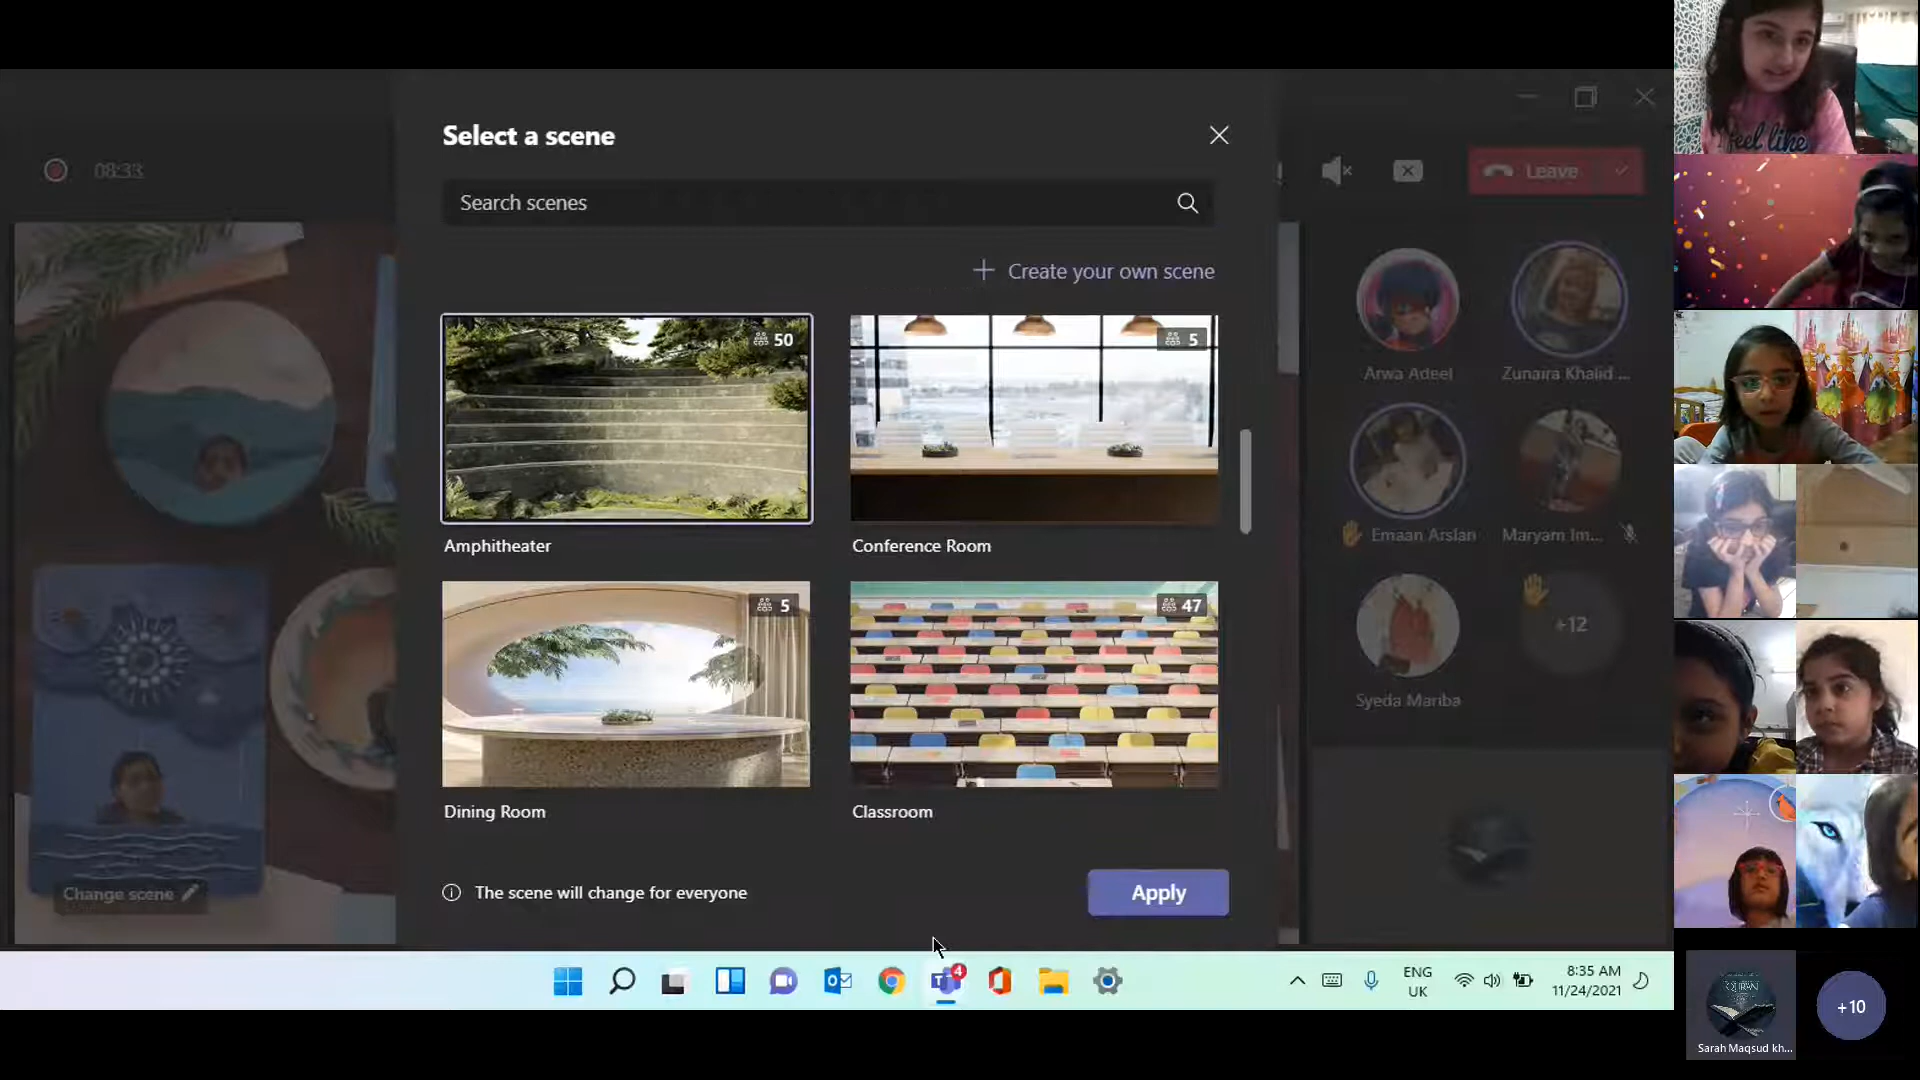 Select a scene
08:33
Leave
Search scenes
Create your own scene
50
5
Arwa Adeel
Zunaira Khalid ...
Amphitheater
Conference Room
Emaan Arslan
Maryam Im...
5
47
+12
Syeda Mariba
Dining Room
Classroom
Change scene
The scene will change for everyone
Apply
4
ENG
UK
8:35 AM
11/24/2021
feel like
QURAN
Sarah Maqsud kh...
+10